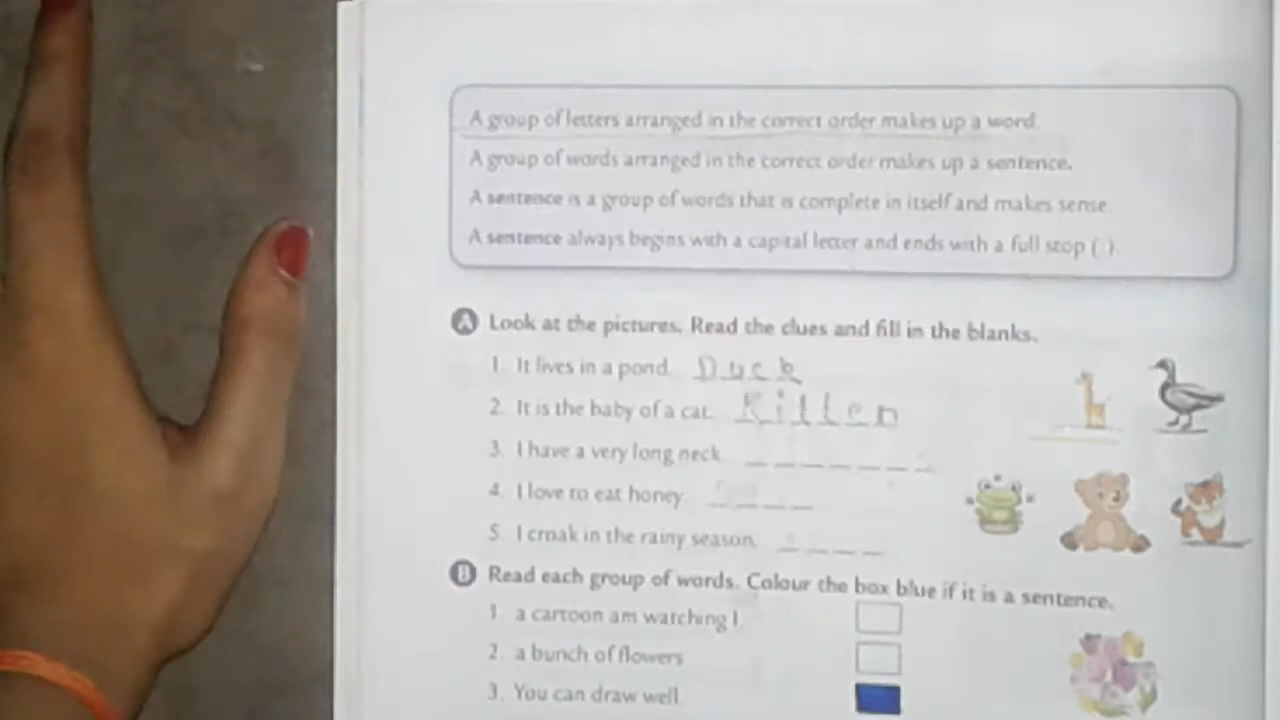 A group of letters arranged in the correct order makes up a word.
A group of words arranged in the correct order makes up a sentence.
A sentence is a group of words that is complete in itself and makes sense.
A sentence always begins with a capital letter and ends with a full stop ( ).
A Look at the pictures. Read the clues and fill in the blanks.
1. It lives in a pond. Duck
2. It is the baby of a cat. Kitten
3. I have a very long neck. _ _ _ _ _ _ _
4. I love to eat honey. _ _ _ _
5. I croak in the rainy season. _ _ _ _
B Read each group of words. Colour the box blue if it is a sentence.
1. a cartoon am watching I
2. a bunch of flowers
3. You can draw well.